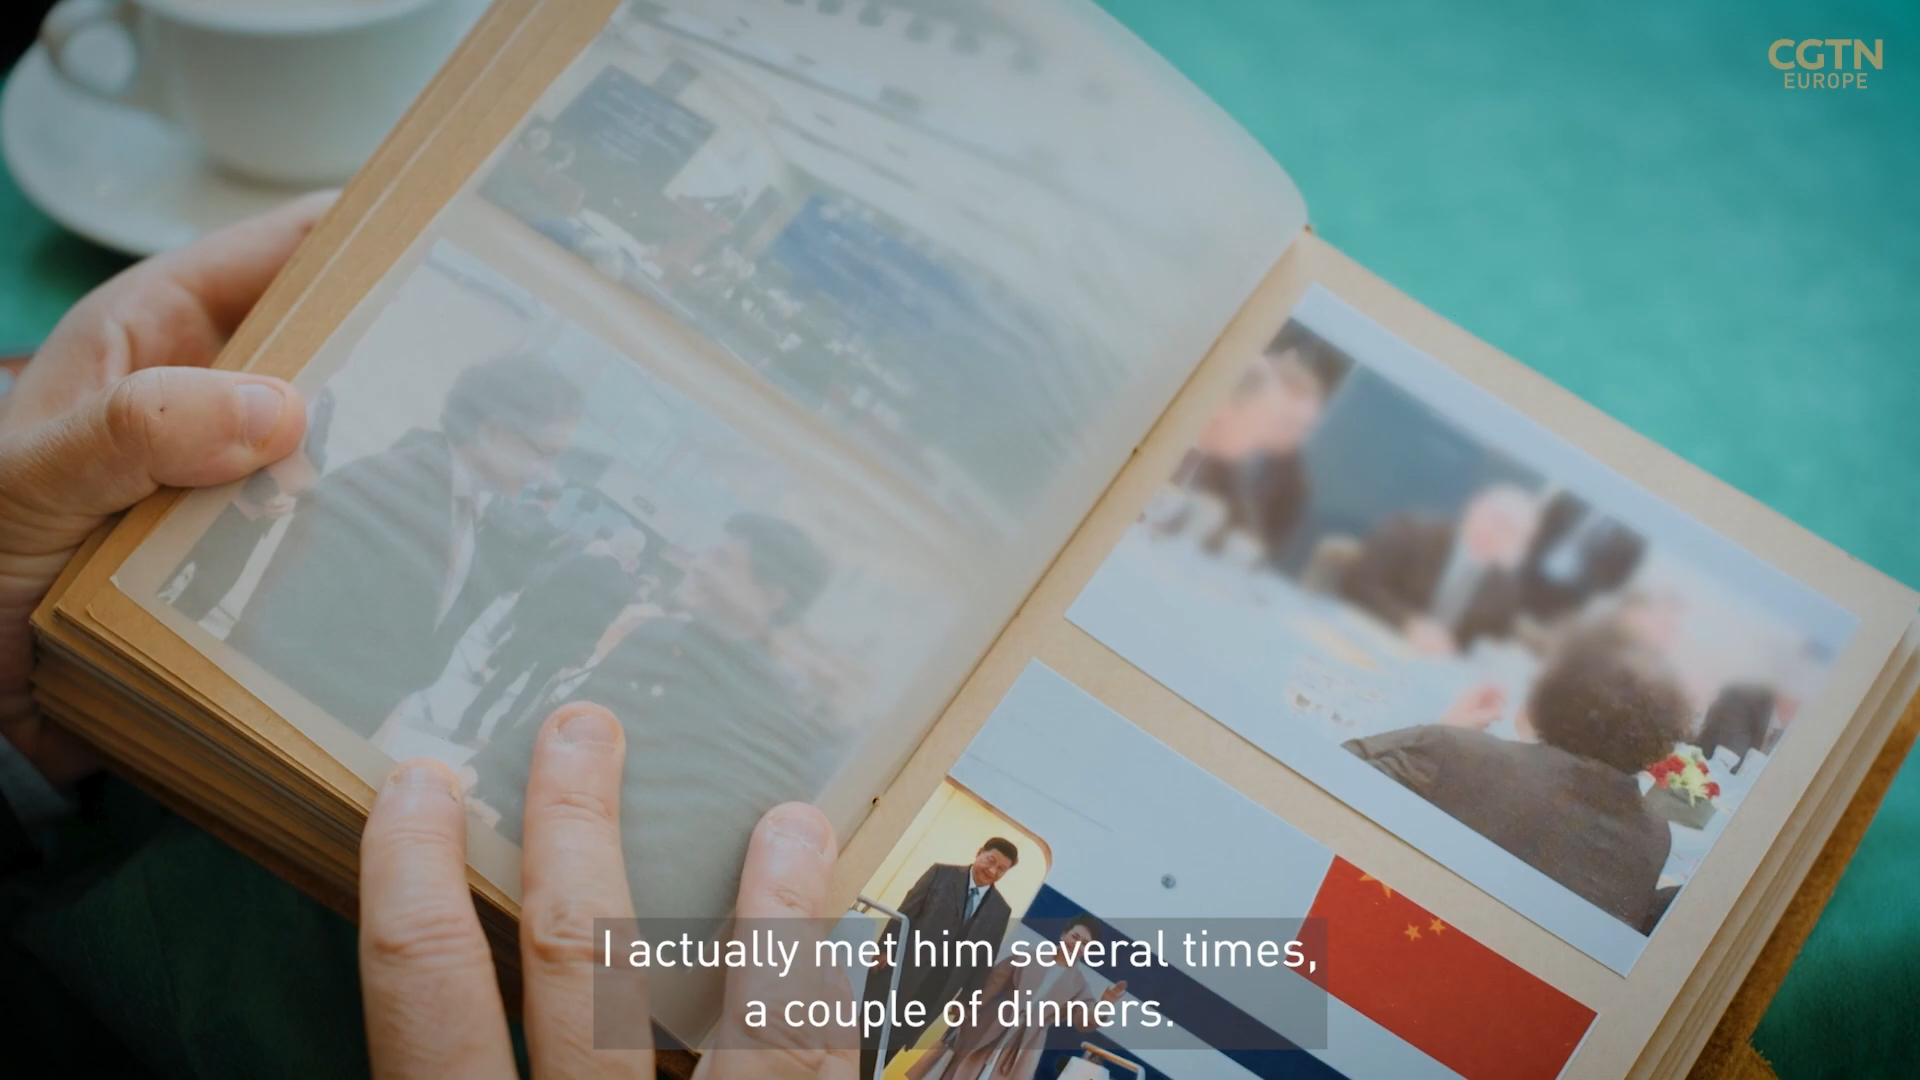 CGTN
EUROPE
I actually met him several times,
a couple of dinners.